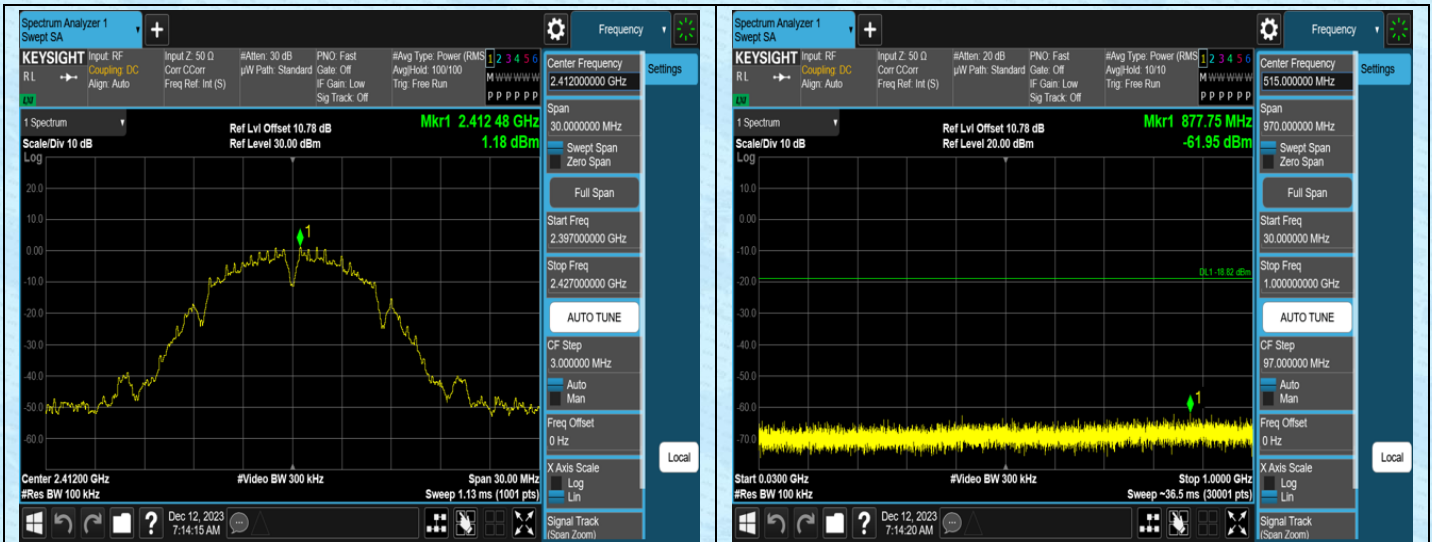 Spectrum Analyzer 1
Swept SA
Frequency
KEYSIGHT
Input: RF
Input Z: 50 Ω
#Atten: 30 dB
PNO: Fast
#Avg Type: Power (RMS
1 2 3 4 5 6
R L
Coupling: DC
Corr CCorr
µW Path: Standard
Gate: Off
Avg|Hold: 100/100
M W W W W W
Align: Auto
Freq Ref: Int (S)
IF Gain: Low
Trig: Free Run
Sig Track: Off
P P P P P P
Center Frequency
2.412000000 GHz
Settings
1 Spectrum
Ref Lvl Offset 10.78 dB
Mkr1 2.412 48 GHz
Scale/Div 10 dB
Ref Level 30.00 dBm
1.18 dBm
Log
20.0
10.0
0.00
-10.0
-20.0
-30.0
-40.0
-50.0
-60.0
1
Span
30.0000000 MHz
Swept Span
Zero Span
Full Span
Start Freq
2.397000000 GHz
Stop Freq
2.427000000 GHz
AUTO TUNE
CF Step
3.000000 MHz
Auto
Man
Freq Offset
0 Hz
X Axis Scale
Log
Lin
Local
Signal Track
(Span Zoom)
Center 2.41200 GHz
#Video BW 300 kHz
Span 30.00 MHz
#Res BW 100 kHz
Sweep 1.13 ms (1001 pts)
?
Dec 12, 2023
7:14:15 AM
Spectrum Analyzer 1
Swept SA
Frequency
KEYSIGHT
Input: RF
Input Z: 50 Ω
#Atten: 20 dB
PNO: Fast
#Avg Type: Power (RMS
1 2 3 4 5 6
R L
Coupling: DC
Corr CCorr
µW Path: Standard
Gate: Off
Avg|Hold: 10/10
M W W W W W
Align: Auto
Freq Ref: Int (S)
IF Gain: Low
Trig: Free Run
Sig Track: Off
P P P P P P
Center Frequency
515.000000 MHz
Settings
1 Spectrum
Ref Lvl Offset 10.78 dB
Mkr1 877.75 MHz
Scale/Div 10 dB
Ref Level 20.00 dBm
-61.95 dBm
Log
10.0
0.00
-10.0
-20.0
-30.0
-40.0
-50.0
-60.0
-70.0
DL1 -18.82 dBm
1
Span
970.000000 MHz
Swept Span
Zero Span
Full Span
Start Freq
30.000000 MHz
Stop Freq
1.000000000 GHz
AUTO TUNE
CF Step
97.000000 MHz
Auto
Man
Freq Offset
0 Hz
X Axis Scale
Log
Lin
Local
Signal Track
(Span Zoom)
Start 0.0300 GHz
#Video BW 300 kHz
Stop 1.0000 GHz
#Res BW 100 kHz
Sweep ~36.5 ms (30001 pts)
?
Dec 12, 2023
7:14:20 AM